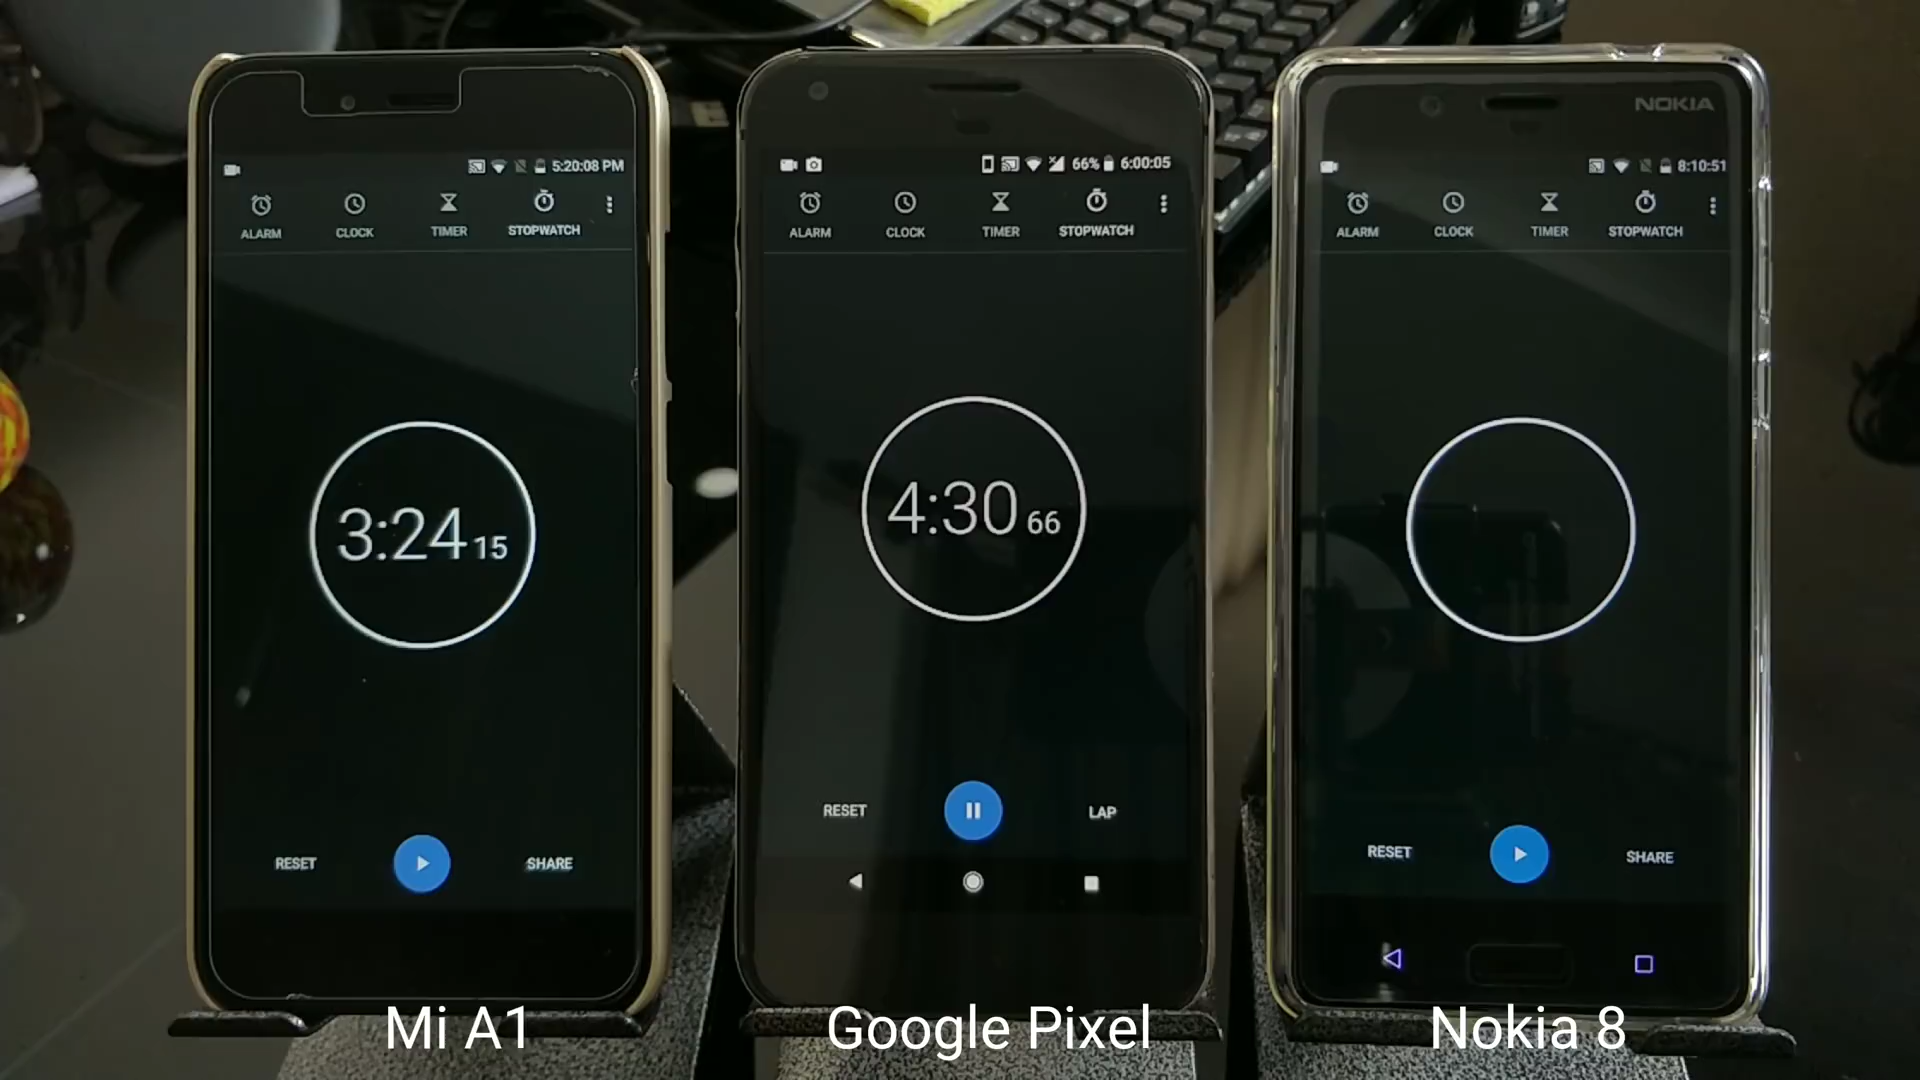 5:20:08 PM
ALARM
CLOCK
TIMER
STOPWATCH
3:24 15
RESET
SHARE
Mi A1
66%
6:00:05
ALARM
CLOCK
TIMER
STOPWATCH
4:30 66
RESET
LAP
Google Pixel
NOKIA
8:10:51
ALARM
CLOCK
TIMER
STOPWATCH
RESET
SHARE
Nokia 8